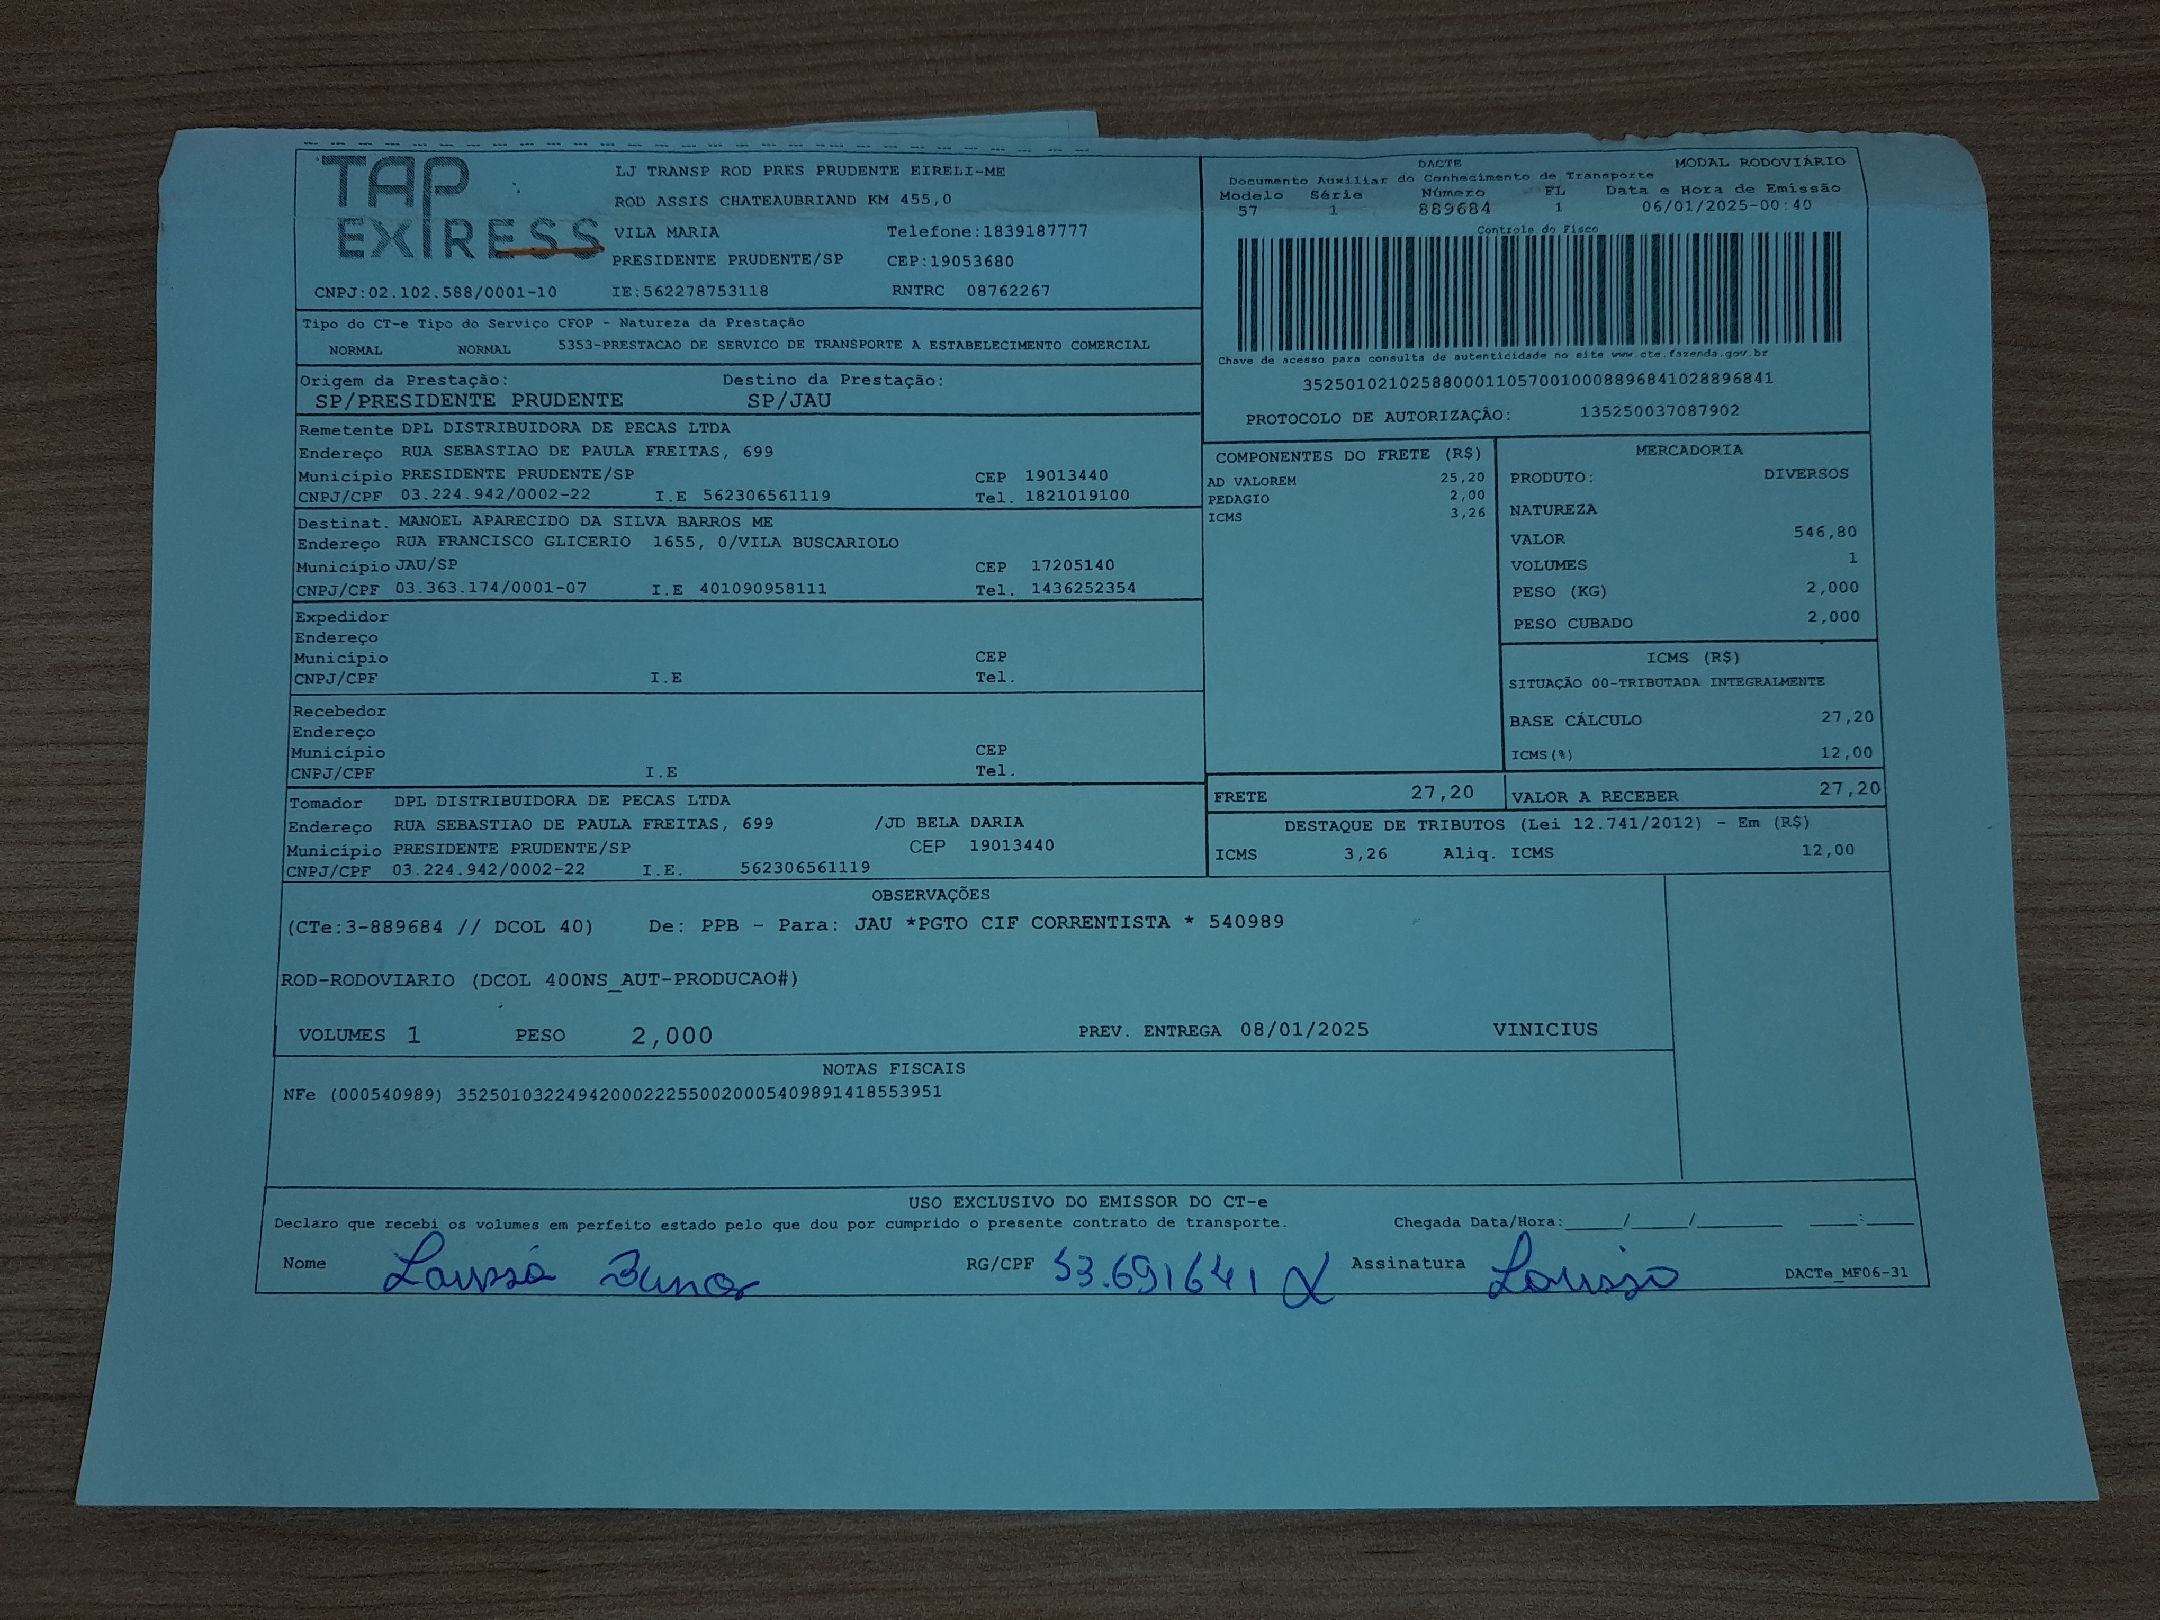 TAP
EXIRESS
LJ TRANSP ROD PRES PRUDENTE EIRELI-ME
ROD ASSIS CHATEAUBRIAND KM 455,0
VILA MARIA Telefone:1839187777
PRESIDENTE PRUDENTE/SP CEP:19053680
CNPJ:02.102.588/0001-10 IE:562278753118 RNTRC 08762267
DACTE MODAL RODOVIÁRIO
Documento Auxiliar do Conhecimento de Transporte
Modelo Série Número FL Data e Hora de Emissão
57 1 889684 1 06/01/2025-00:40
Controle do Fisco
Chave de acesso para consulta de autenticidade no site www.cte.fazenda.gov.br
35250102102588000110570010008896841028896841
PROTOCOLO DE AUTORIZAÇÃO: 135250037087902
Tipo do CT-e Tipo do Serviço CFOP - Natureza da Prestação
NORMAL NORMAL 5353-PRESTACAO DE SERVICO DE TRANSPORTE A ESTABELECIMENTO COMERCIAL
Origem da Prestação: Destino da Prestação:
SP/PRESIDENTE PRUDENTE SP/JAU
Remetente DPL DISTRIBUIDORA DE PECAS LTDA
Endereço RUA SEBASTIAO DE PAULA FREITAS, 699
Município PRESIDENTE PRUDENTE/SP CEP 19013440
CNPJ/CPF 03.224.942/0002-22 I.E 562306561119 Tel. 1821019100
Destinat. MANOEL APARECIDO DA SILVA BARROS ME
Endereço RUA FRANCISCO GLICERIO 1655, 0/VILA BUSCARIOLO
Município JAU/SP CEP 17205140
CNPJ/CPF 03.363.174/0001-07 I.E 401090958111 Tel. 1436252354
Expedidor
Endereço
Município CEP
CNPJ/CPF I.E Tel.
Recebedor
Endereço
Município CEP
CNPJ/CPF I.E Tel.
Tomador DPL DISTRIBUIDORA DE PECAS LTDA
Endereço RUA SEBASTIAO DE PAULA FREITAS, 699 /JD BELA DARIA
Município PRESIDENTE PRUDENTE/SP CEP 19013440
CNPJ/CPF 03.224.942/0002-22 I.E. 562306561119
COMPONENTES DO FRETE (R$)
AD VALOREM 25,20
PEDAGIO 2,00
ICMS 3,26
MERCADORIA
PRODUTO: DIVERSOS
NATUREZA
VALOR 546,80
VOLUMES 1
PESO (KG) 2,000
PESO CUBADO 2,000
ICMS (R$)
SITUAÇÃO 00-TRIBUTADA INTEGRALMENTE
BASE CÁLCULO 27,20
ICMS(%) 12,00
FRETE 27,20 VALOR A RECEBER 27,20
DESTAQUE DE TRIBUTOS (Lei 12.741/2012) - Em (R$)
ICMS 3,26 Aliq. ICMS 12,00
OBSERVAÇÕES
(CTe:3-889684 // DCOL 40) De: PPB - Para: JAU *PGTO CIF CORRENTISTA * 540989
ROD-RODOVIARIO (DCOL 400NS_AUT-PRODUCAO#)
VOLUMES 1 PESO 2,000 PREV. ENTREGA 08/01/2025 VINICIUS
NOTAS FISCAIS
NFe (000540989) 35250103224942000222550020005409891418553951
USO EXCLUSIVO DO EMISSOR DO CT-e
Declaro que recebi os volumes em perfeito estado pelo que dou por cumprido o presente contrato de transporte. Chegada Data/Hora:_____/_____/_______ ____:____
Nome RG/CPF 53.691641 Assinatura DACTe_MF06-31